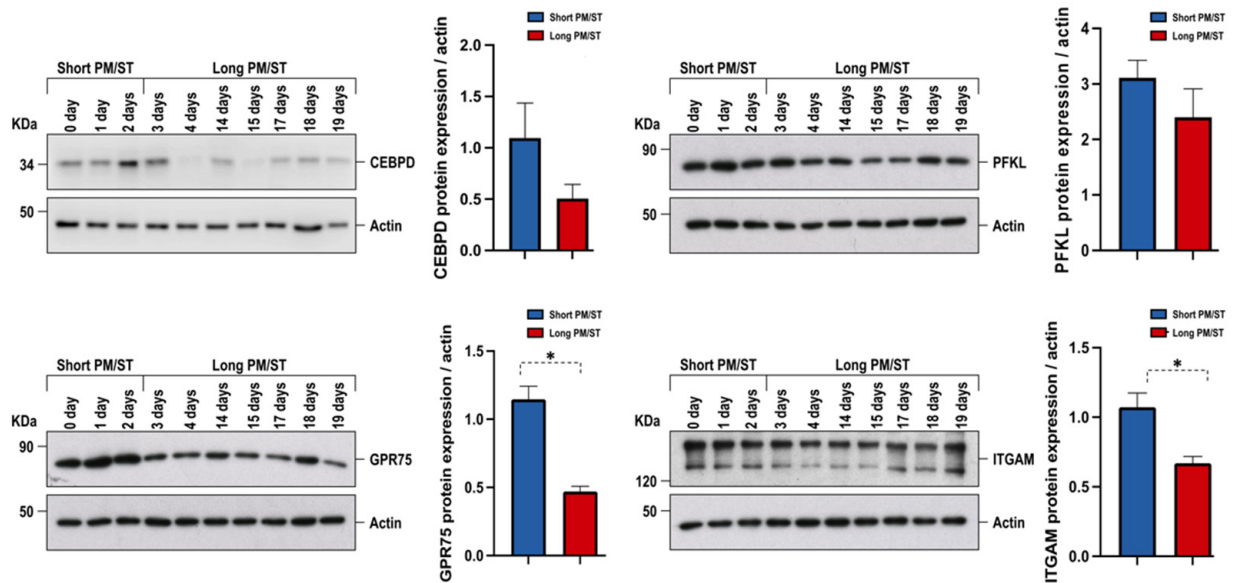 Short PM/ST
Long PM/ST
Short PM/ST Long PM/ST
0 day 1 day 2 days 3 days 4 days 14 days 15 days 17 days 18 days 19 days
KDa
34
CEBPD
50
Actin
CEBPD protein expression / actin
2.0
1.5
1.0
0.5
0.0
Short PM/ST
Long PM/ST
Short PM/ST Long PM/ST
0 day 1 day 2 days 3 days 4 days 14 days 15 days 17 days 18 days 19 days
KDa
90
PFKL
50
Actin
PFKL protein expression / actin
4
3
2
1
0
Short PM/ST
Long PM/ST
Short PM/ST Long PM/ST
0 day 1 day 2 days 3 days 4 days 14 days 15 days 17 days 18 days 19 days
KDa
90
GPR75
50
Actin
GPR75 protein expression / actin
1.5
1.0
0.5
0.0
*
Short PM/ST
Long PM/ST
Short PM/ST Long PM/ST
0 day 1 day 2 days 3 days 4 days 14 days 15 days 17 days 18 days 19 days
KDa
120
ITGAM
50
Actin
ITGAM protein expression / actin
1.5
1.0
0.5
0.0
*